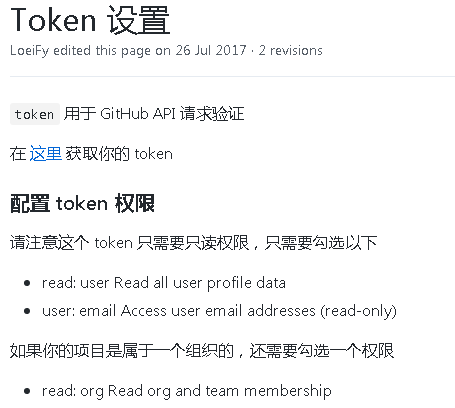 Token 设置
LoeiFy edited this page on 26 Jul 2017 · 2 revisions
token 用于 GitHub API 请求验证
在 这里 获取你的 token
配置 token 权限
请注意这个 token 只需要只读权限，只需要勾选以下
• read: user Read all user profile data
• user: email Access user email addresses (read-only)
如果你的项目是属于一个组织的，还需要勾选一个权限
• read: org Read org and team membership